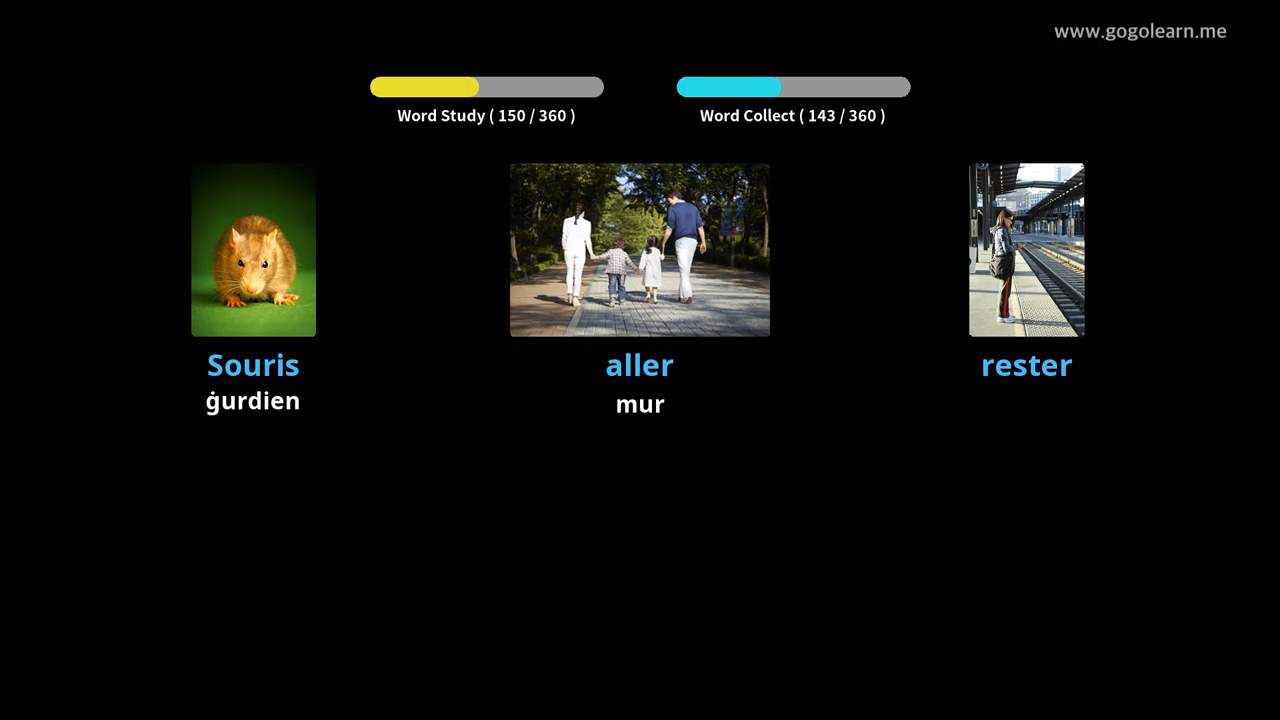 www.gogolearn.me
Word Study ( 150 / 360 )
Word Collect ( 143 / 360 )
Souris
aller
rester
ġurdien
mur